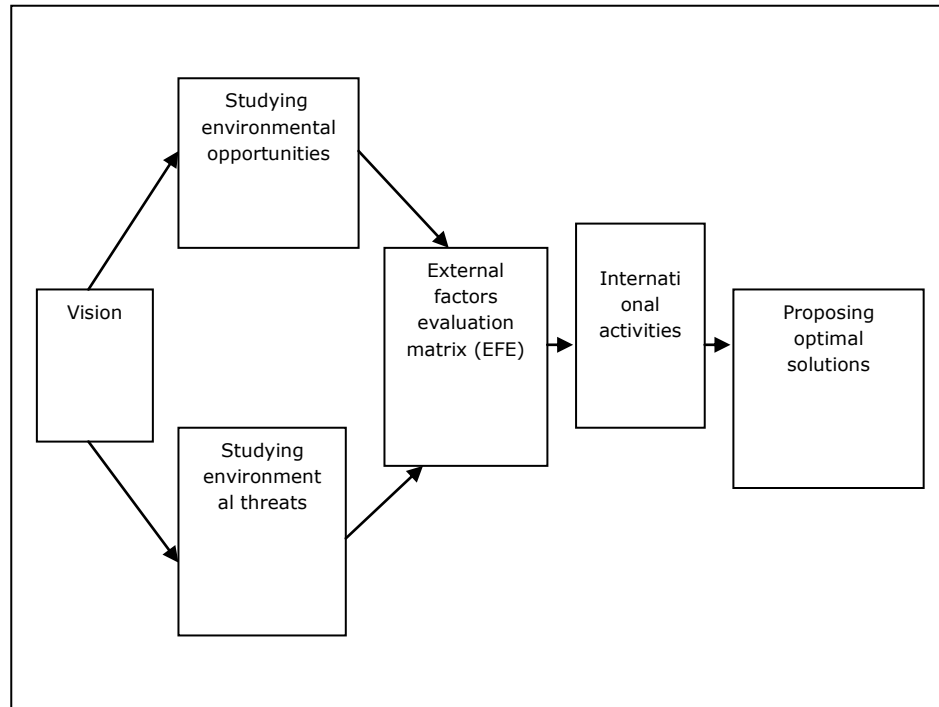 Vision
Studying
environmental
opportunities
Studying
environment
al threats
External
factors
evaluation
matrix (EFE)
Internati
onal
activities
Proposing
optimal
solutions